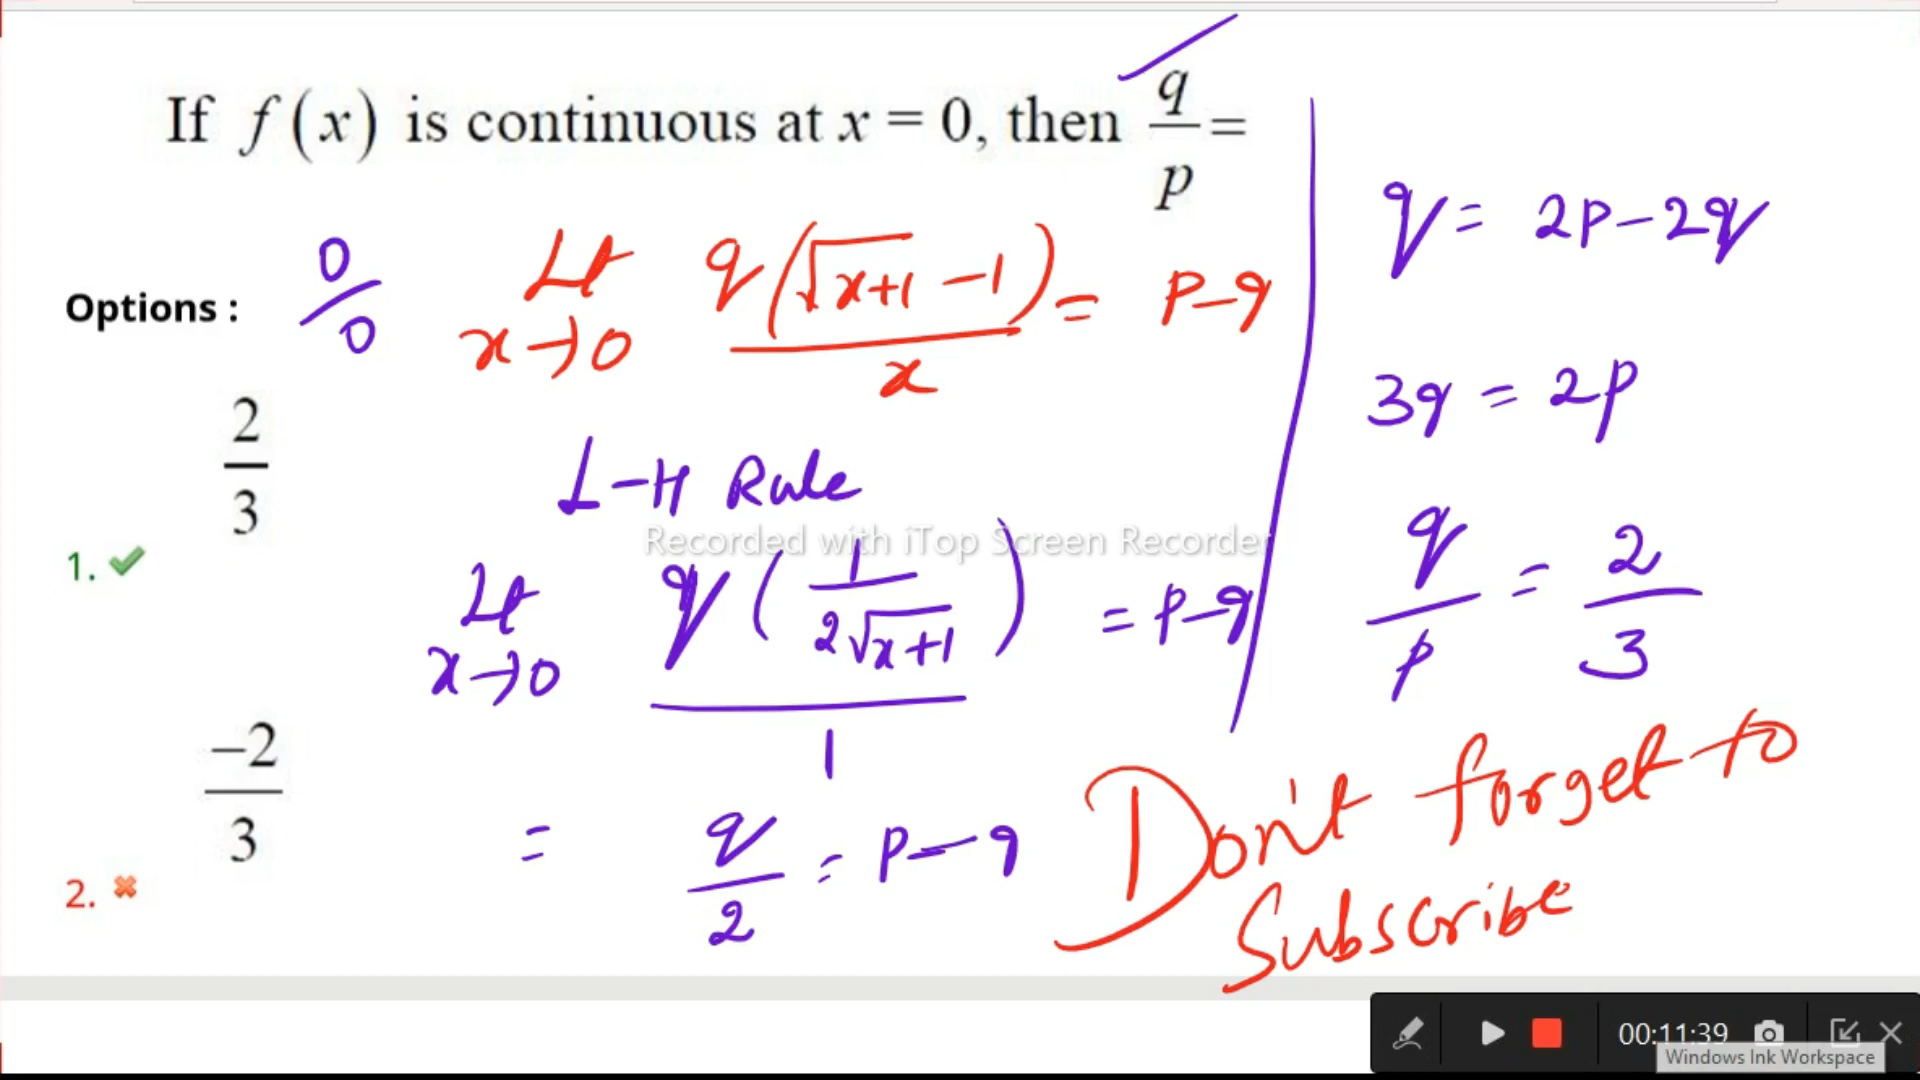 If f(x) is continuous at x = 0, then q/p =
Options :
0/0
Lt x→0 q(√x+1 −1)/x = p−q
2/3
1.
L-H Rule
Lt x→0 q(1/2√x+1)/1 = p−q
−2/3
2.
= q/2 = p−q
q = 2p−2q
3q = 2p
q/p = 2/3
Don't forget to
Subscribe
Recorded with iTop Screen Recorder
00:11:39
Windows Ink Workspace